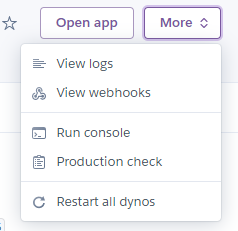 Open app
More
View logs
View webhooks
Run console
Production check
Restart all dynos